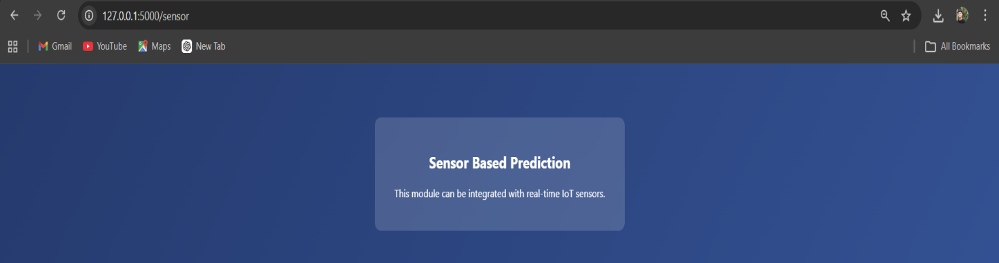 127.0.0.1:5000/sensor
Gmail YouTube Maps New Tab All Bookmarks
Sensor Based Prediction
This module can be integrated with real-time IoT sensors.